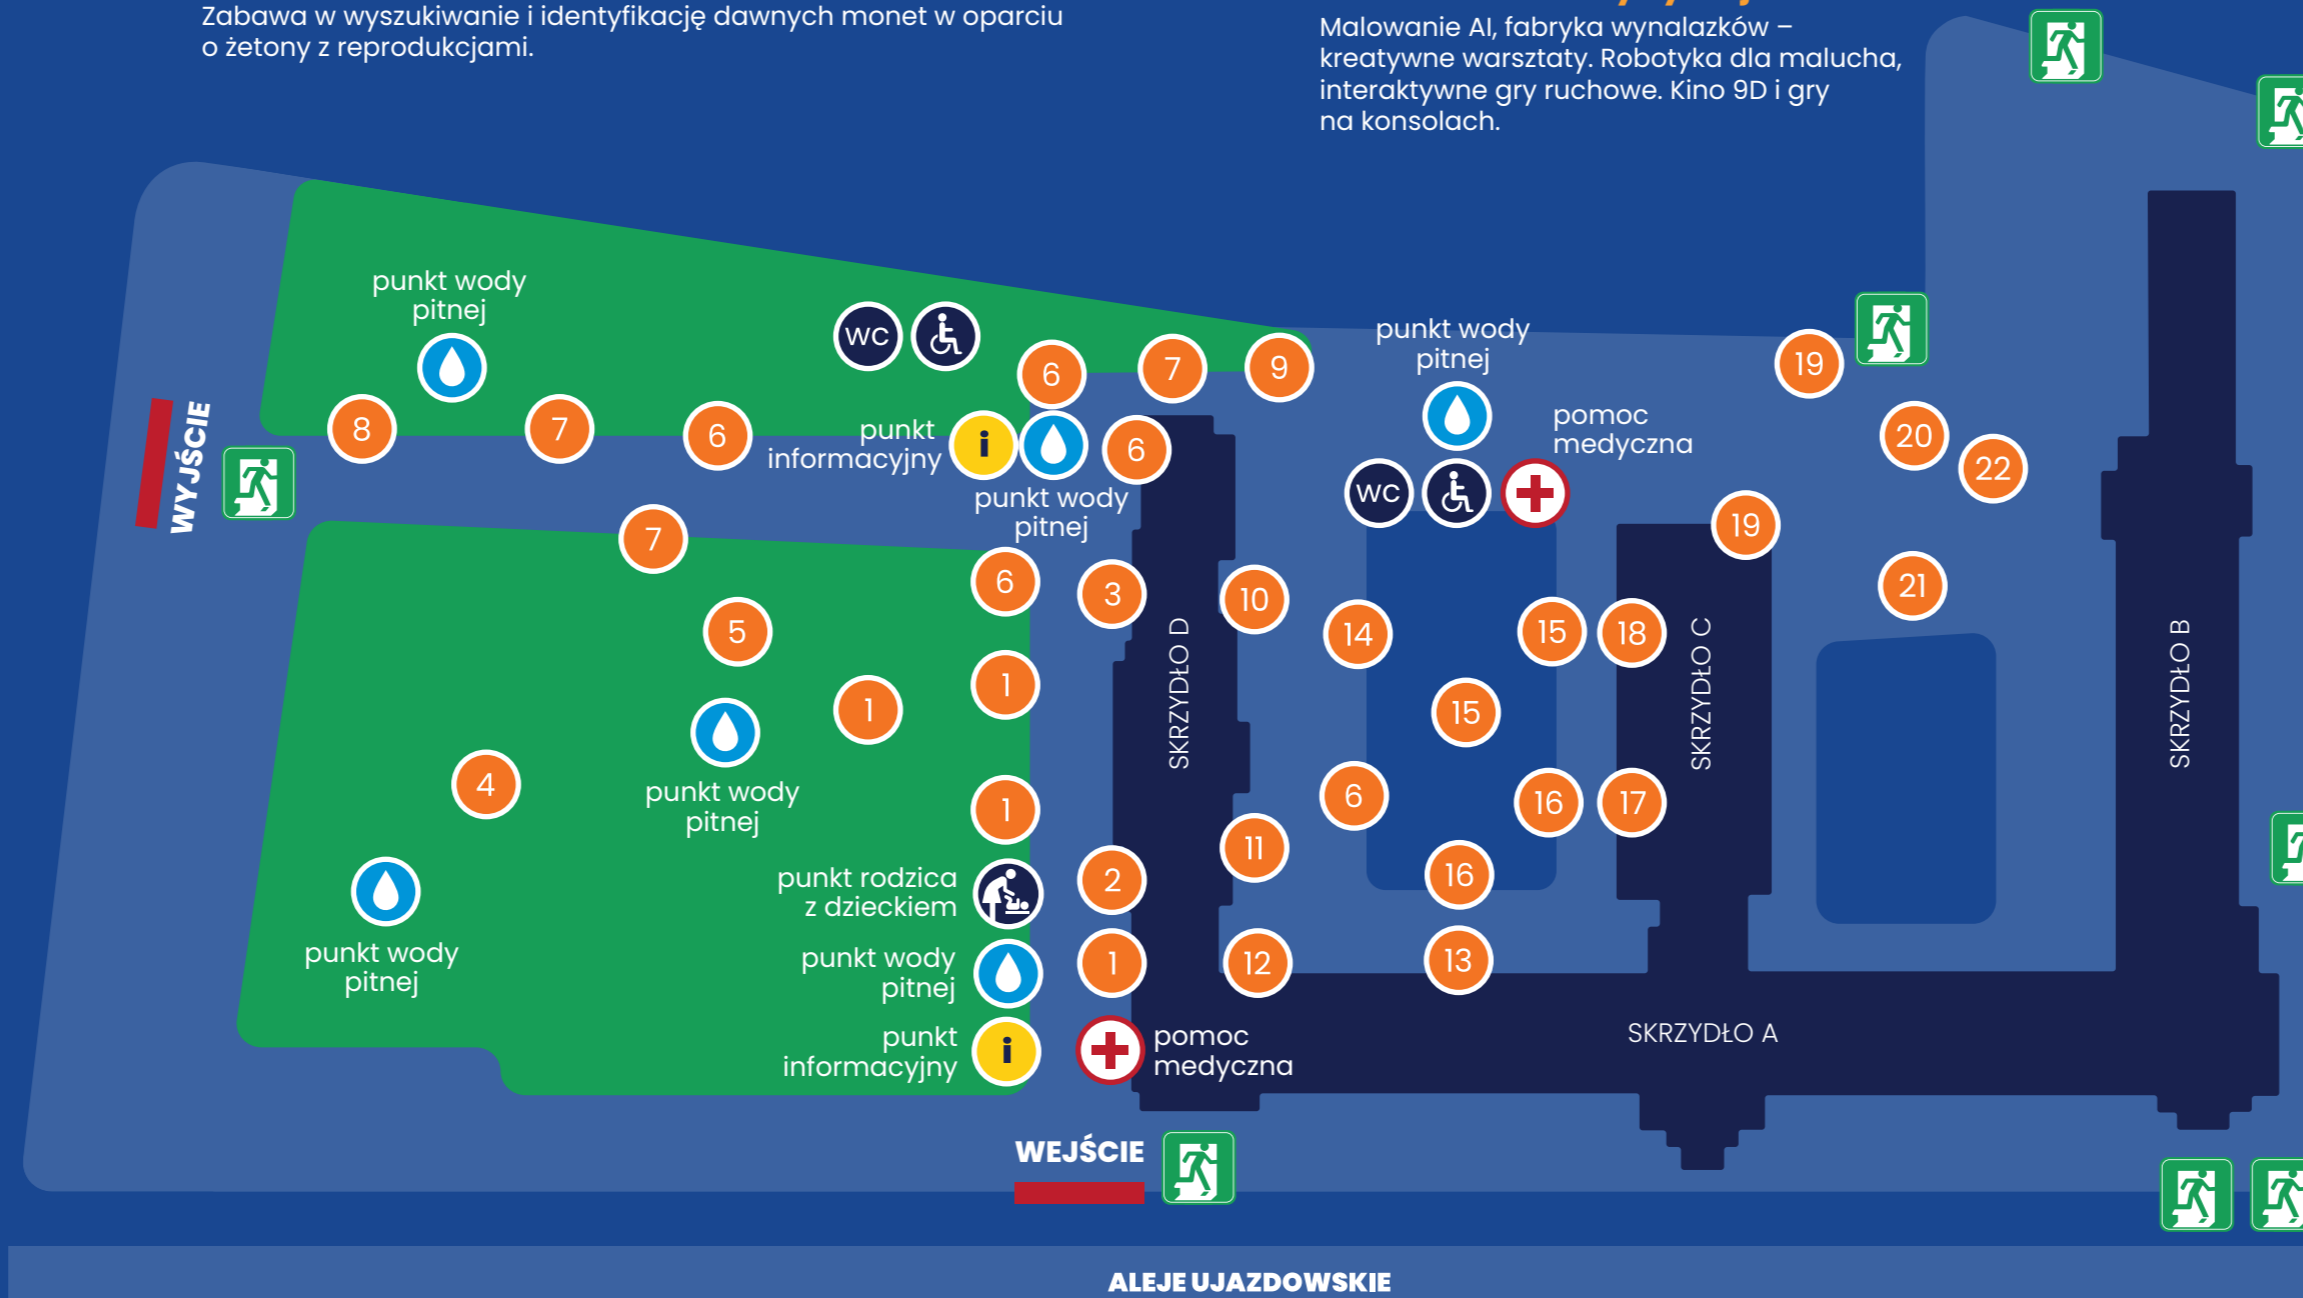 Zabawa w wyszukiwanie i identyfikację dawnych monet w oparciu
o żetony z reprodukcjami.
Malowanie AI, fabryka wynalazków –
kreatywne warsztaty. Robotyka dla malucha,
interaktywne gry ruchowe. Kino 9D i gry
na konsolach.
punkt wody
pitnej
WC
punkt wody
pitnej
6
7
9
19
8
7
6
punkt
informacyjny
i
6
pomoc
medyczna
20
22
WYJŚCIE
punkt wody
pitnej
WC
7
19
6
3
10
21
5
14
15
18
1
1
SKRZYDŁO D
15
SKRZYDŁO C
SKRZYDŁO B
4
punkt wody
pitnej
1
6
16
17
11
punkt rodzica
z dzieckiem
2
16
punkt wody
pitnej
punkt wody
pitnej
1
12
13
punkt
informacyjny
i
pomoc
medyczna
SKRZYDŁO A
WEJŚCIE
ALEJE UJAZDOWSKIE